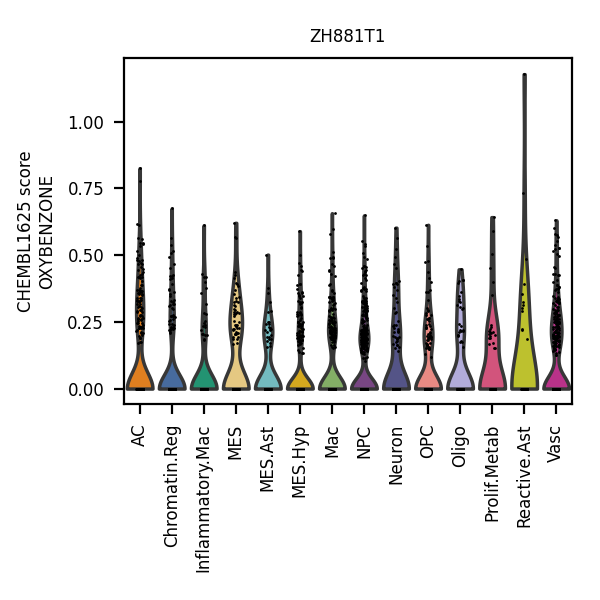 ZH881T1
CHEMBL1625 score
OXYBENZONE
1.00
0.75
0.50
0.25
0.00
AC
Chromatin.Reg
Inflammatory.Mac
MES
MES.Ast
MES.Hyp
Mac
NPC
Neuron
OPC
Oligo
Prolif.Metab
Reactive.Ast
Vasc